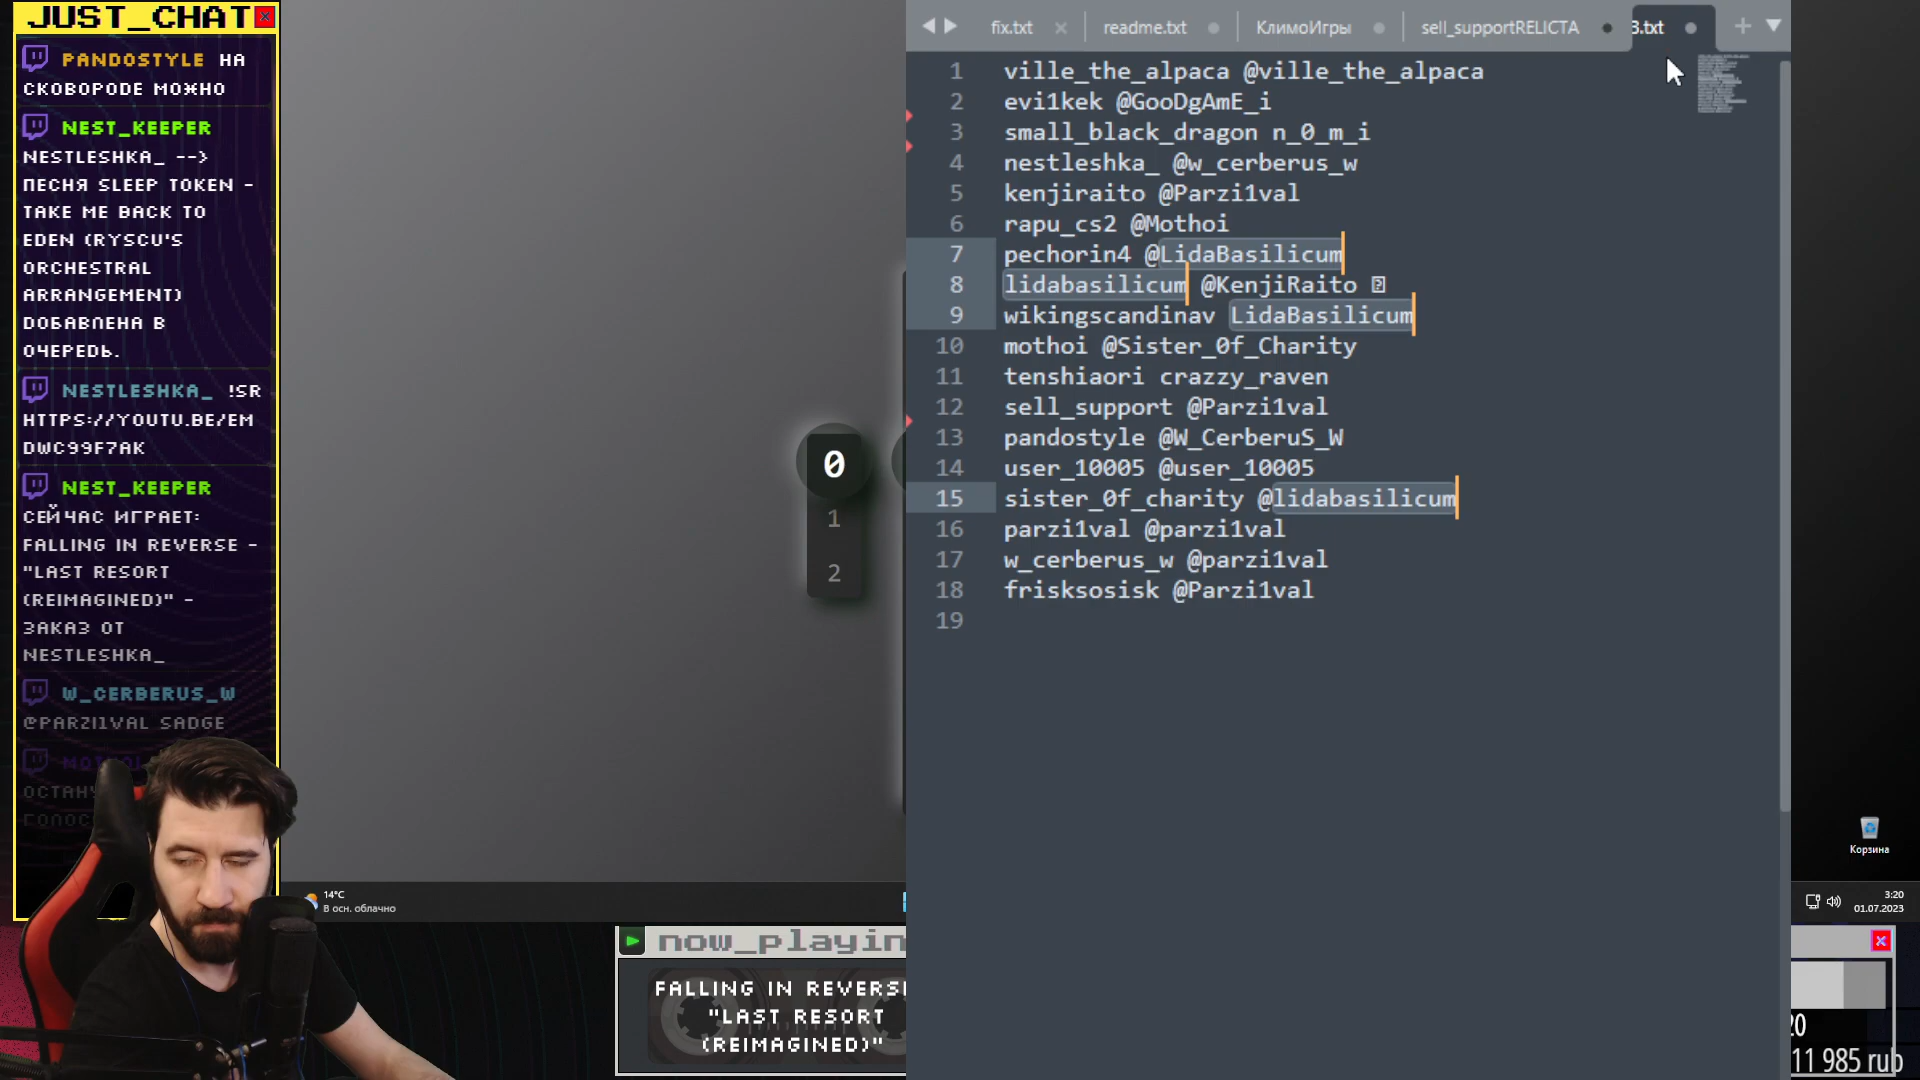 JUST_CHAT
PANDOSTYLE НА
СКОВОРОДЕ МОЖНО
NEST_KEEPER
NESTLESHKA_ -->
ПЕСНЯ SLEEP TOKEN -
TAKE ME BACK TO
EDEN (RYSCU'S
ORCHESTRAL
ARRANGEMENT)
ДОБАВЛЕНА В
ОЧЕРЕДЬ.
NESTLESHKA_ !SR
HTTPS://YOUTU.BE/EM
DWC99F7AK
NEST_KEEPER
СЕЙЧАС ИГРАЕТ:
FALLING IN REVERSE -
"LAST RESORT
(REIMAGINED)" -
ЗАКАЗ ОТ
NESTLESHKA_
W_CERBERUS_W
@PARZI1VAL SADGE
0
1
2
14°C
В осн. облачно
now_playin
FALLING IN REVERS
"LAST RESORT
(REIMAGINED)"
fix.txt readme.txt КлимоИгры sell_supportRELICTA 3.txt
1 ville_the_alpaca @ville_the_alpaca
2 evi1kek @GooDgAmE_i
3 small_black_dragon n_0_m_i
4 nestleshka_ @w_cerberus_w
5 kenjiraito @Parzi1val
6 rapu_cs2 @Mothoi
7 pechorin4 @LidaBasilicum
8 lidabasilicum @KenjiRaito
9 wikingscandinav LidaBasilicum
10 mothoi @Sister_0f_Charity
11 tenshiaori crazzy_raven
12 sell_support @Parzi1val
13 pandostyle @W_CerberuS_W
14 user_10005 @user_10005
15 sister_0f_charity @lidabasilicum
16 parzi1val @parzi1val
17 w_cerberus_w @parzi1val
18 frisksosisk @Parzi1val
19
Корзина
3:20
01.07.2023
20
11 985 rub